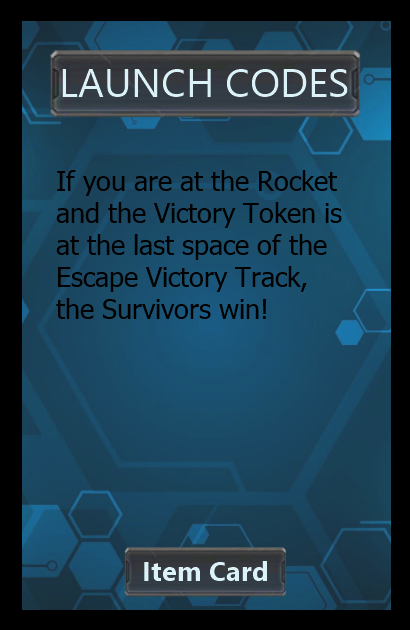 LAUNCH CODES
If you are at the Rocket
and the Victory Token is
at the last space of the
Escape Victory Track,
the Survivors win!
Item Card